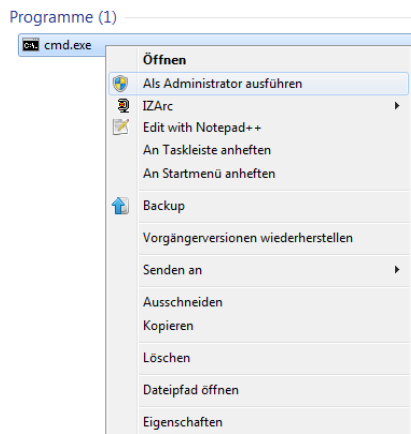 Programme (1)
cmd.exe
Öffnen
Als Administrator ausführen
IZArc
Edit with Notepad++
An Taskleiste anheften
An Startmenü anheften
Backup
Vorgängerversionen wiederherstellen
Senden an
Ausschneiden
Kopieren
Löschen
Dateipfad öffnen
Eigenschaften